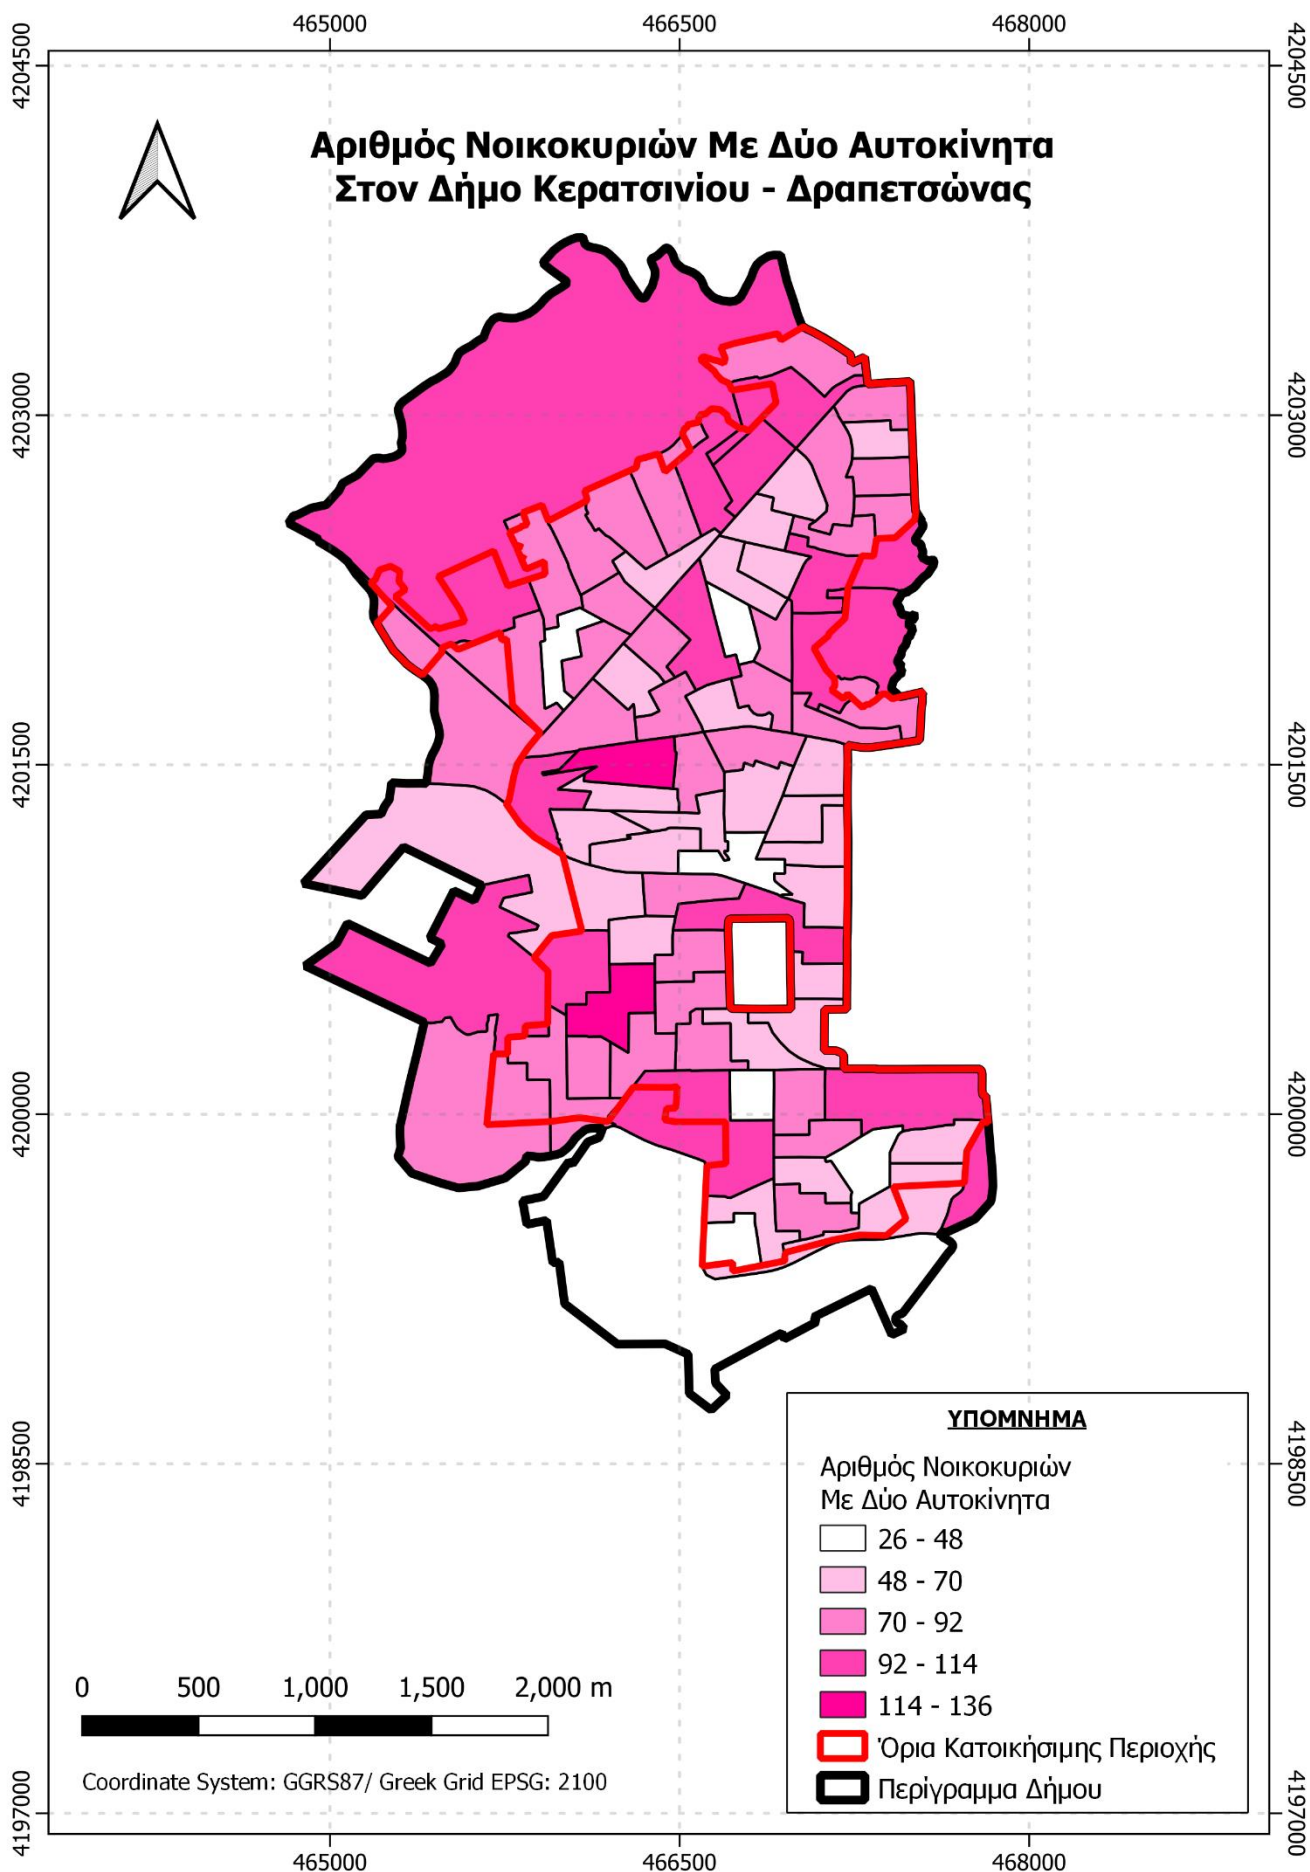 465000 466500 468000
4204500 4204500
Αριθμός Νοικοκυριών Με Δύο Αυτοκίνητα
Στον Δήμο Κερατσινίου - Δραπετσώνας
4203000 4203000
4201500 4201500
4200000 4200000
4198500 4198500
ΥΠΟΜΝΗΜΑ
Αριθμός Νοικοκυριών
Με Δύο Αυτοκίνητα
26 - 48
48 - 70
70 - 92
92 - 114
114 - 136
Όρια Κατοικήσιμης Περιοχής
Περίγραμμα Δήμου
0 500 1,000 1,500 2,000 m
Coordinate System: GGRS87/ Greek Grid EPSG: 2100
4197000 4197000
465000 466500 468000